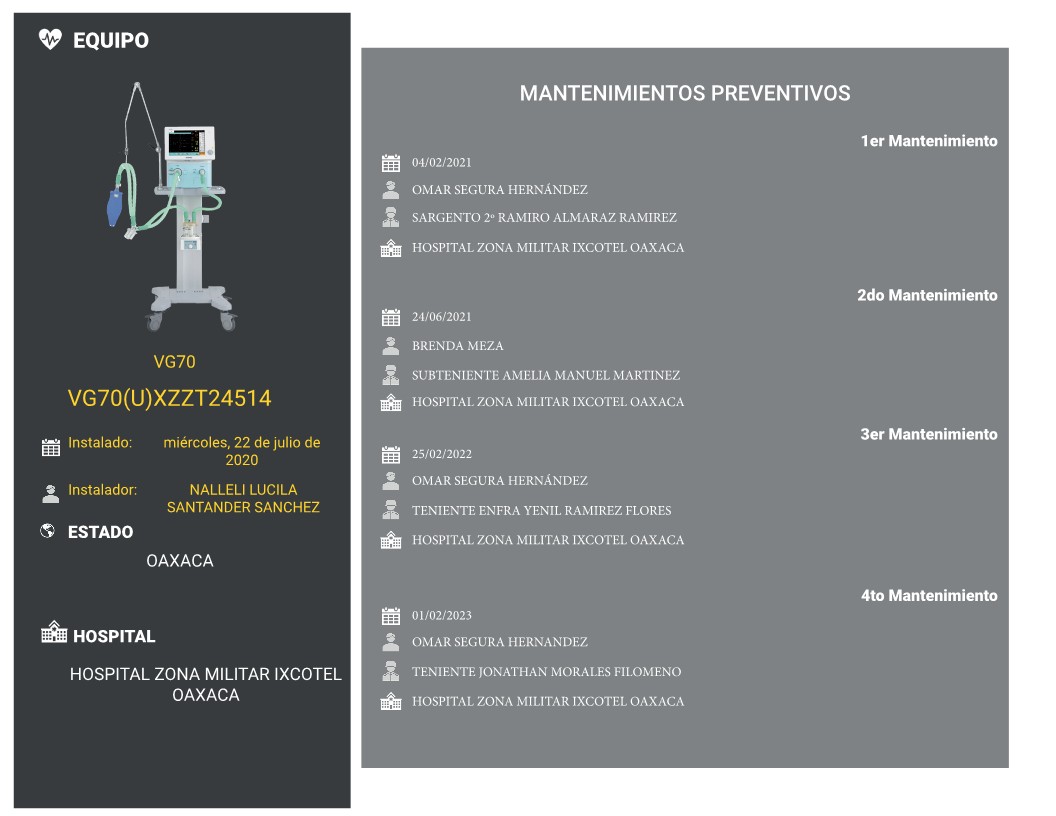 EQUIPO
VG70
VG70(U)XZZT24514
Instalado: miércoles, 22 de julio de
2020
Instalador: NALLELI LUCILA
SANTANDER SANCHEZ
ESTADO
OAXACA
HOSPITAL
HOSPITAL ZONA MILITAR IXCOTEL
OAXACA
MANTENIMIENTOS PREVENTIVOS
1er Mantenimiento
04/02/2021
OMAR SEGURA HERNÁNDEZ
SARGENTO 2º RAMIRO ALMARAZ RAMIREZ
HOSPITAL ZONA MILITAR IXCOTEL OAXACA
2do Mantenimiento
24/06/2021
BRENDA MEZA
SUBTENIENTE AMELIA MANUEL MARTINEZ
HOSPITAL ZONA MILITAR IXCOTEL OAXACA
3er Mantenimiento
25/02/2022
OMAR SEGURA HERNÁNDEZ
TENIENTE ENFRA YENIL RAMIREZ FLORES
HOSPITAL ZONA MILITAR IXCOTEL OAXACA
4to Mantenimiento
01/02/2023
OMAR SEGURA HERNANDEZ
TENIENTE JONATHAN MORALES FILOMENO
HOSPITAL ZONA MILITAR IXCOTEL OAXACA